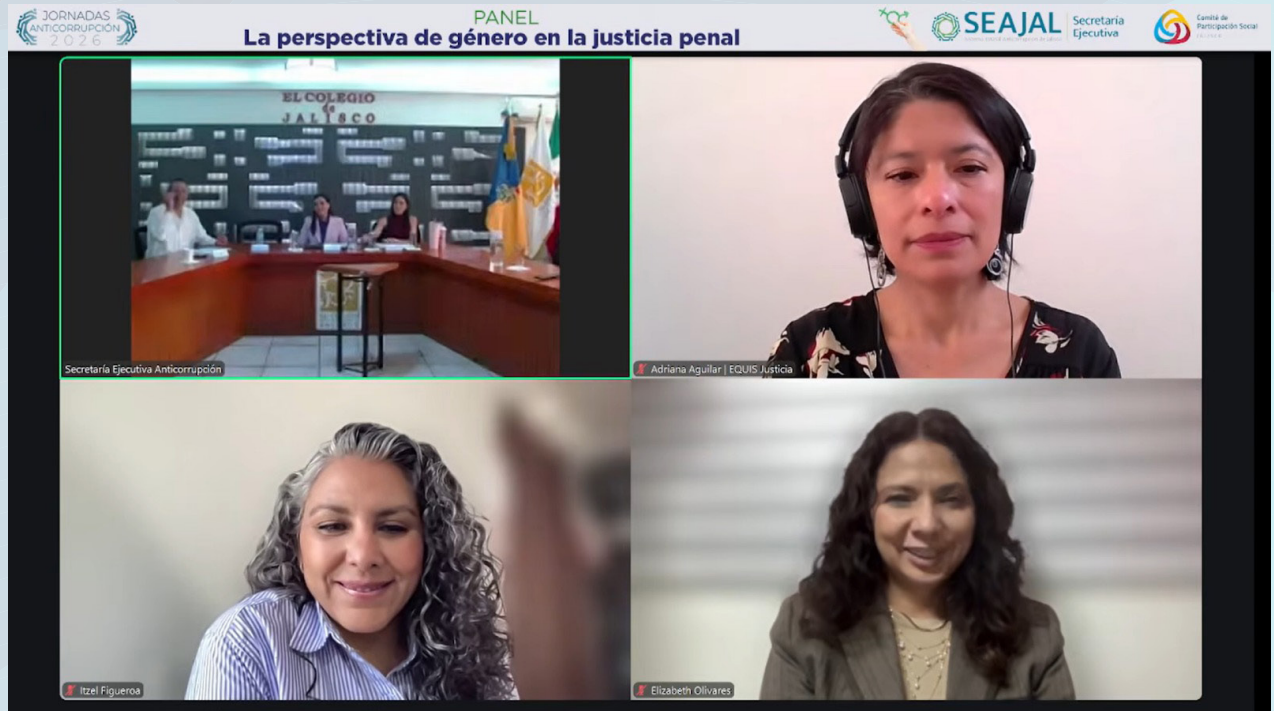 JORNADAS
ANTICORRUPCIÓN
2026
PANEL
La perspectiva de género en la justicia penal
SEAJAL
Secretaría
Ejecutiva
Comité de
Participación Social
EL COLEGIO
de
JALISCO
Secretaría Ejecutiva Anticorrupción
Adriana Aguilar | EQUIS Justicia
Itzel Figueroa
Elizabeth Olivares